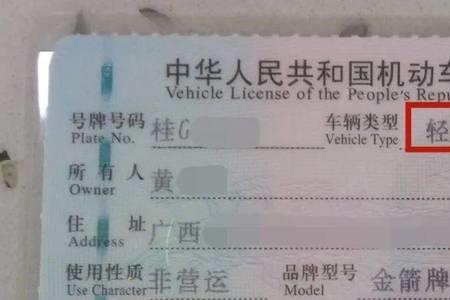 中华人民共和国机动车
Vehicle License of the People's Repu
号牌号码 桂G 车辆类型 轻
Plate No. Vehicle Type
所有人 黄
Owner
住址 广西
Address
使用性质 非营运 品牌型号 金箭牌
Use Character Model